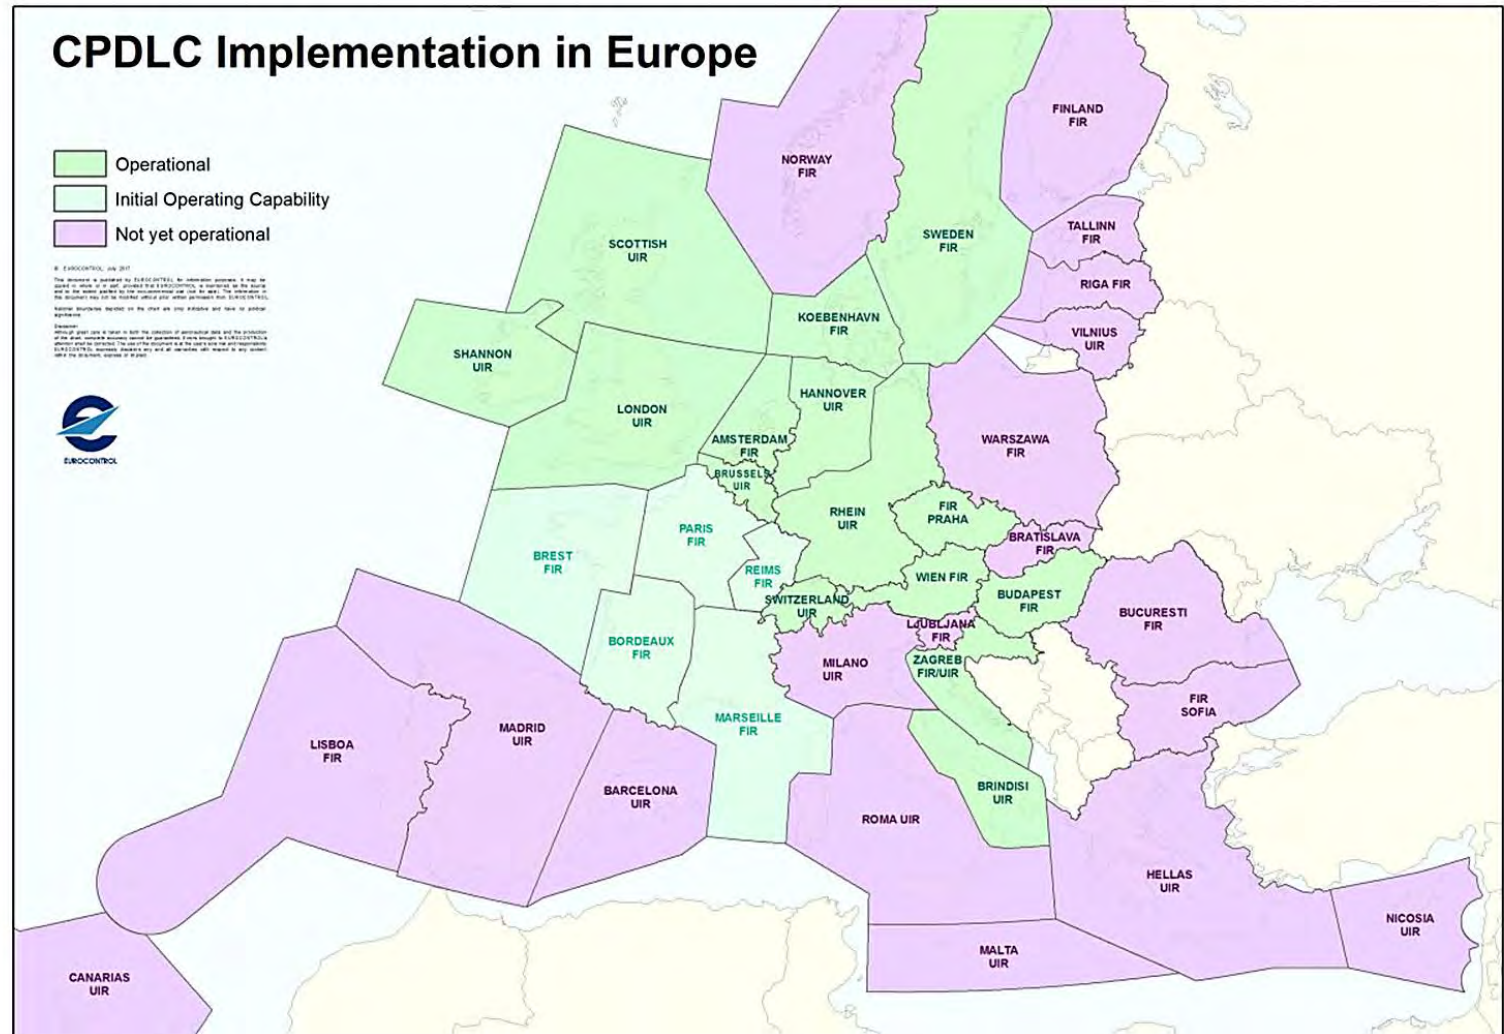 CPDLC Implementation in Europe
Operational
Initial Operating Capability
Not yet operational
EUROCONTROL
NORWAY
FIR
FINLAND
FIR
SCOTTISH
UIR
SWEDEN
FIR
TALLINN
FIR
RIGA FIR
VILNIUS
UIR
KOEBENHAVN
FIR
SHANNON
UIR
LONDON
UIR
HANNOVER
UIR
AMSTERDAM
FIR
BRUSSELS
UIR
WARSZAWA
FIR
RHEIN
UIR
FIR
PRAHA
BRATISLAVA
FIR
PARIS
FIR
BREST
FIR
REIMS
FIR
SWITZERLAND
UIR
WIEN FIR
BUDAPEST
FIR
BUCURESTI
FIR
BORDEAUX
FIR
LJUBLJANA
FIR
MILANO
UIR
ZAGREB
FIR/UIR
FIR
SOFIA
MARSEILLE
FIR
MADRID
UIR
LISBOA
FIR
BARCELONA
UIR
BRINDISI
UIR
ROMA UIR
HELLAS
UIR
NICOSIA
UIR
MALTA
UIR
CANARIAS
UIR